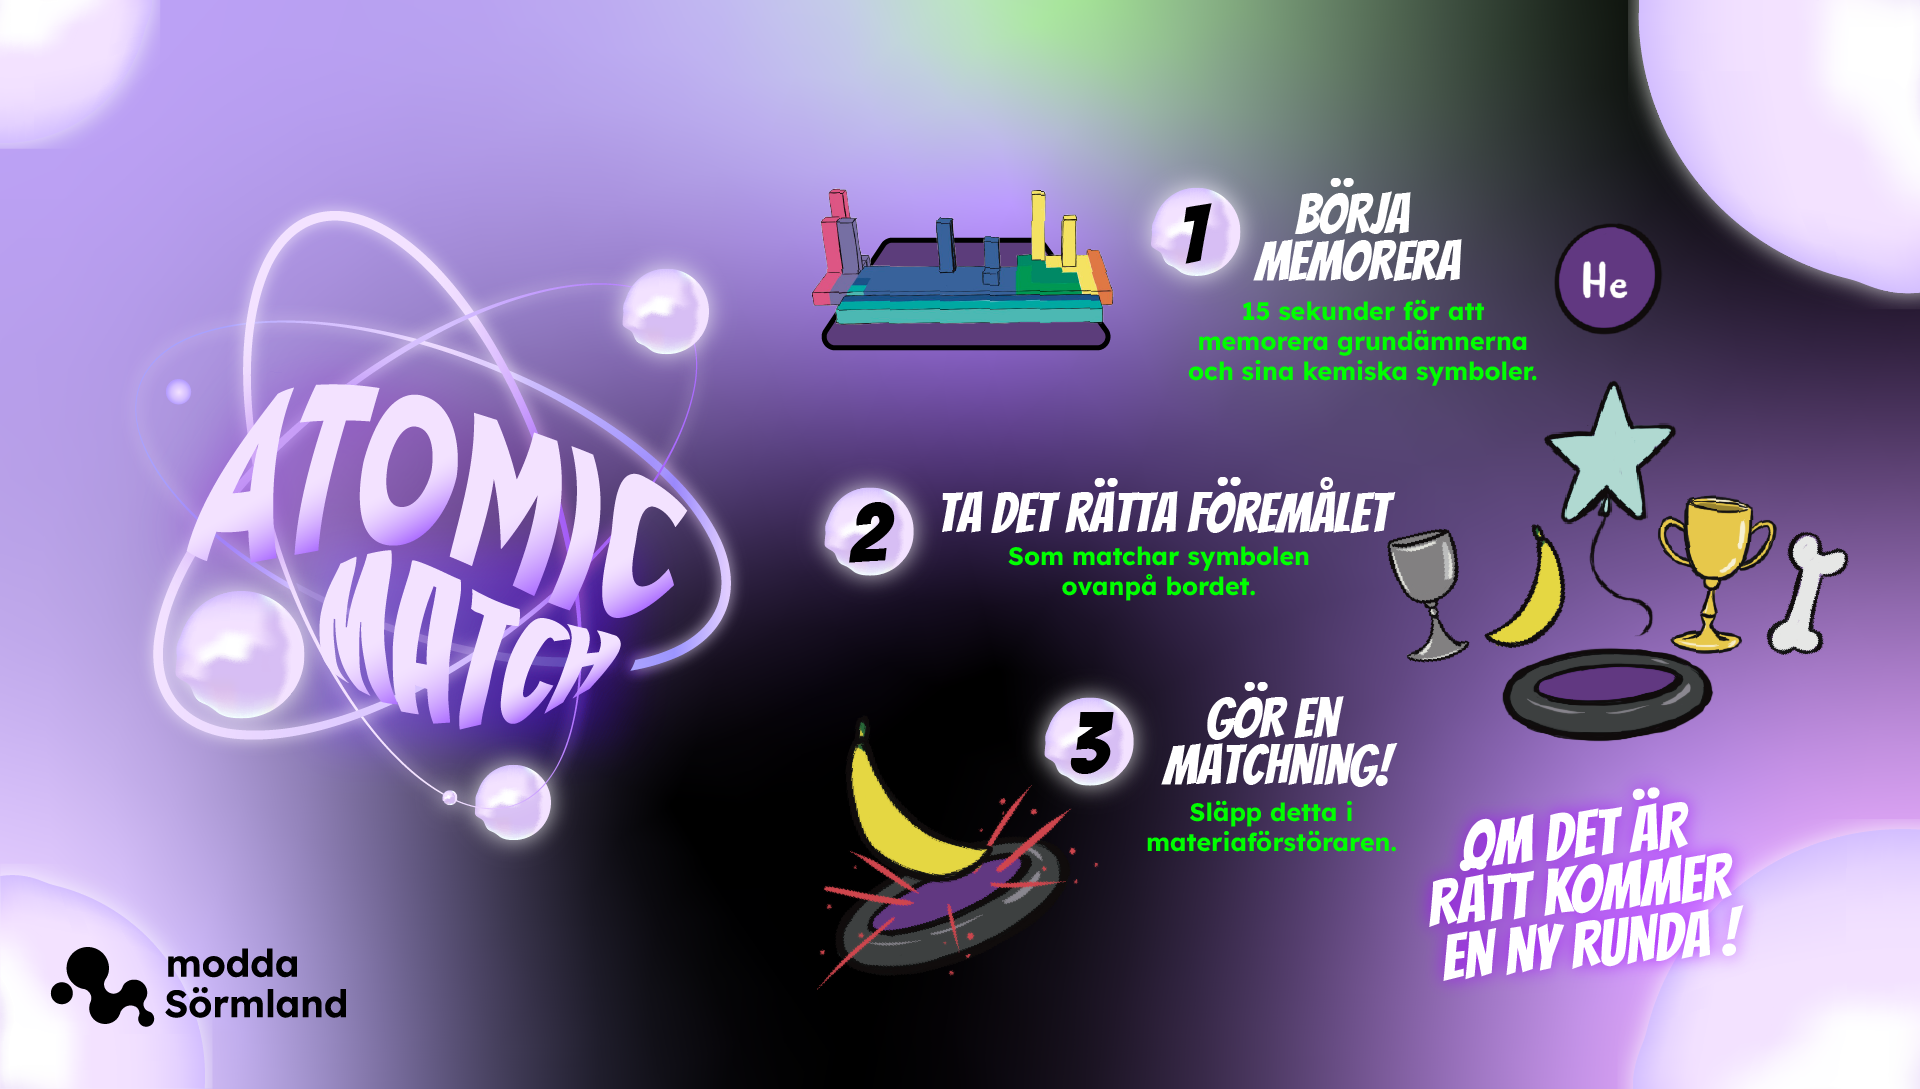 ATOMIC
MATCH
1
BÖRJA
MEMORERA
15 sekunder för att
memorera grundämnerna
och sina kemiska symboler.
He
2
TA DET RÄTTA FÖREMÅLET
Som matchar symbolen
ovanpå bordet.
3
GÖR EN
MATCHNING!
Släpp detta i
materiaförstöraren.
OM DET ÄR
RÄTT KOMMER
EN NY RUNDA !
modda
Sörmland